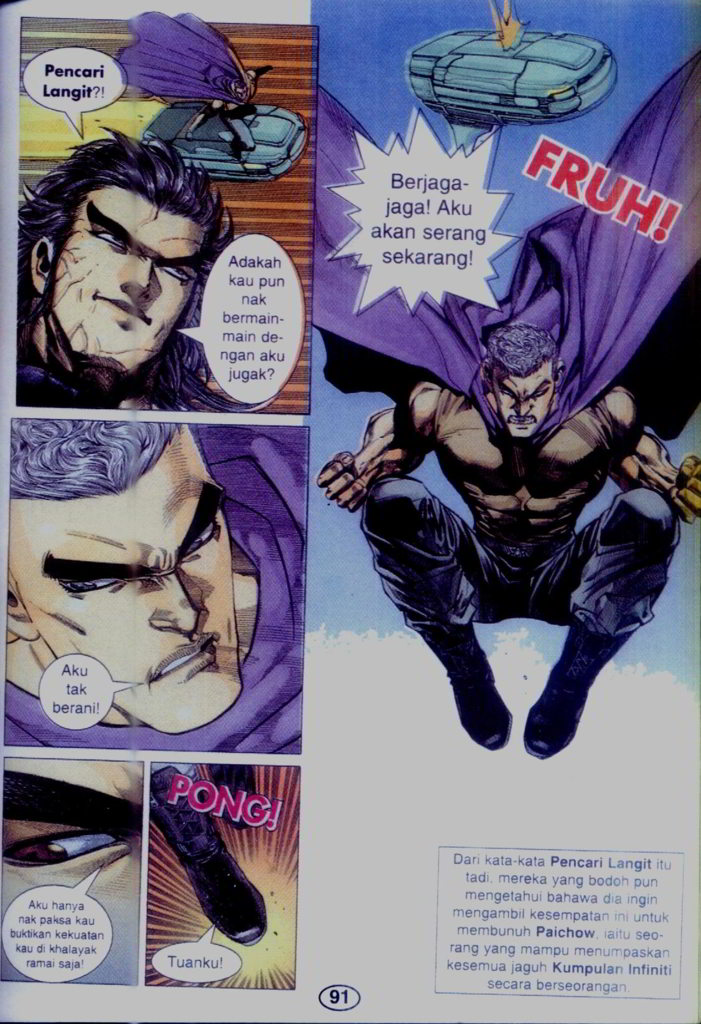 Pencari
Langit?!
Adakah
kau pun
nak
bermain-
main de-
ngan aku
jugak?
Aku
tak
berani!
Aku hanya
nak paksa kau
buktikan kekuatan
kau di khalayak
ramai saja!
PONG!
Tuanku!
Berjaga-
jaga! Aku
akan serang
sekarang!
FRUH!
Dari kata-kata Pencari Langit itu
tadi, mereka yang bodoh pun
mengetahui bahawa dia ingin
mengambil kesempatan ini untuk
membunuh Paichow, iaitu seo-
rang yang mampu menumpaskan
kesemua jaguh Kumpulan Infiniti
secara berseorangan.
91